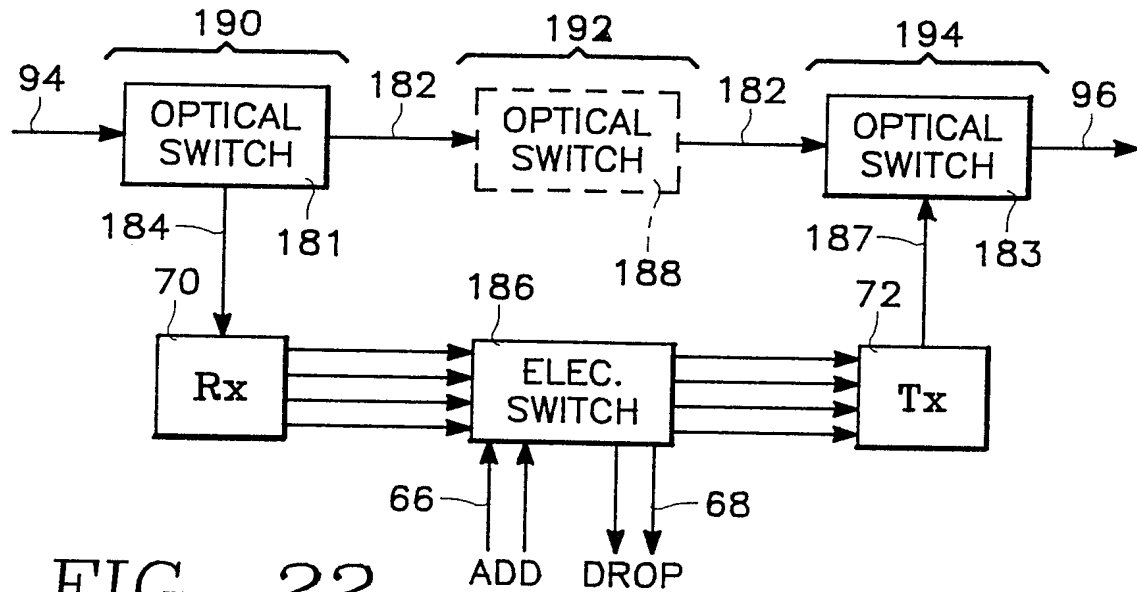 190 192 194
94 182 182 96
OPTICAL SWITCH
OPTICAL SWITCH
OPTICAL SWITCH
184 181 188 187 183
70 186 72
Rx
ELEC. SWITCH
Tx
66 68
ADD DROP
FIG. 22